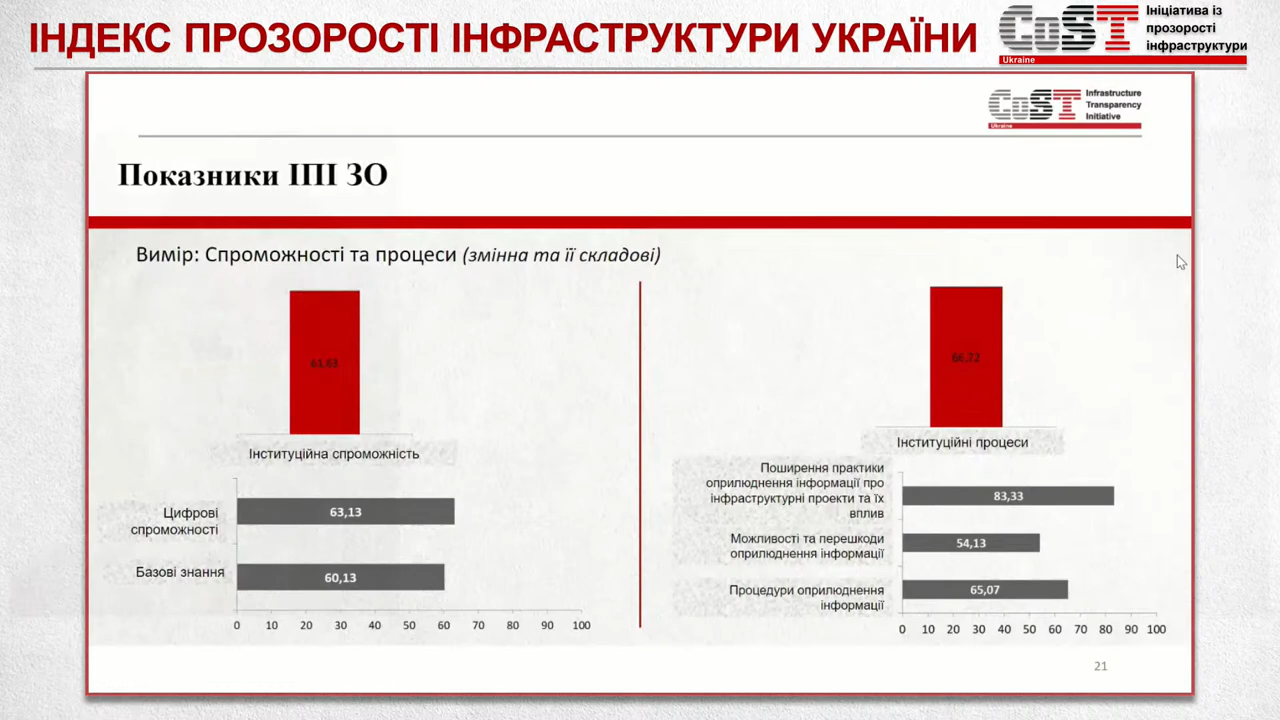 ІНДЕКС ПРОЗОРОСТІ ІНФРАСТРУКТУРИ УКРАЇНИ
CoST
Ukraine
Ініціатива із
прозорості
інфраструктури
CoST
Ukraine
Infrastructure
Transparency
Initiative
Показники ІПІ ЗО
Вимір: Спроможності та процеси (змінна та її складові)
61,63
Інституційна спроможність
Цифрові
спроможності
63,13
Базові знання
60,13
0 10 20 30 40 50 60 70 80 90 100
66,72
Інституційні процеси
Поширення практики
оприлюднення інформації про
інфраструктурні проекти та їх
вплив
83,33
Можливості та перешкоди
оприлюднення інформації
54,13
Процедури оприлюднення
інформації
65,07
0 10 20 30 40 50 60 70 80 90 100
21